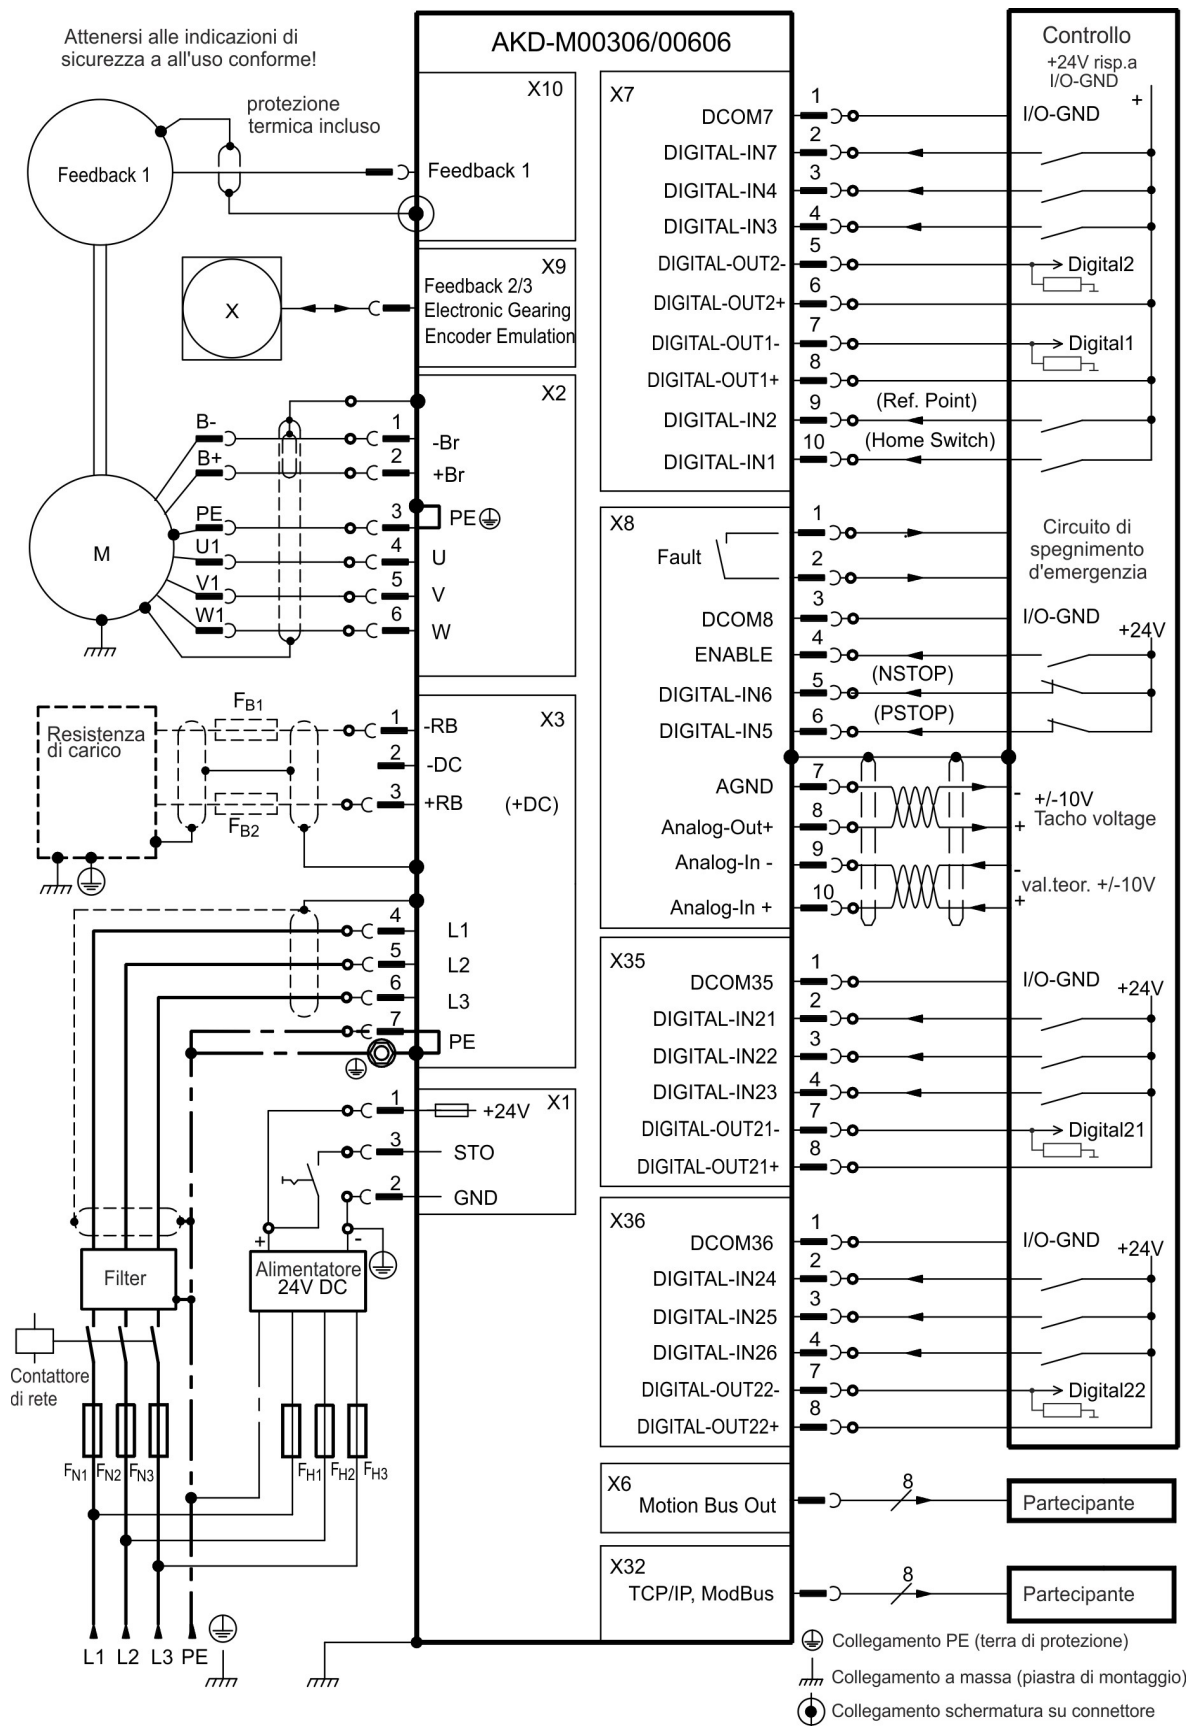 Attenersi alle indicazioni di
sicurezza a all'uso conforme!
AKD-M00306/00606
Controllo
+24V risp.a
I/O-GND
+
protezione
termica incluso
Feedback 1
X10
Feedback 1
X
X9
Feedback 2/3
Electronic Gearing
Encoder Emulation
X2
B-
1
-Br
B+
2
+Br
PE
3
PE
M
U1
4
U
V1
5
V
W1
6
W
X3
Resistenza
di carico
FB1
FB2
1
-RB
2
-DC
3
+RB
(+DC)
4
L1
5
L2
6
L3
7
PE
X1
1
+24V
3
STO
2
GND
+
-
Alimentatore
24V DC
Filter
Contattore
di rete
FN1
FN2
FN3
FH1
FH2
FH3
L1
L2
L3
PE
X7
DCOM7
1
I/O-GND
DIGITAL-IN7
2
DIGITAL-IN4
3
DIGITAL-IN3
4
DIGITAL-OUT2-
5
Digital2
DIGITAL-OUT2+
6
DIGITAL-OUT1-
7
Digital1
DIGITAL-OUT1+
8
DIGITAL-IN2
9
(Ref. Point)
DIGITAL-IN1
10
(Home Switch)
X8
Fault
1
2
Circuito di
spegnimento
d'emergenzia
DCOM8
3
I/O-GND
+24V
ENABLE
4
DIGITAL-IN6
5
(NSTOP)
DIGITAL-IN5
6
(PSTOP)
AGND
7
-
+/-10V
Tacho voltage
Analog-Out+
8
+
Analog-In -
9
-
val.teor. +/-10V
Analog-In +
10
+
X35
DCOM35
1
I/O-GND
+24V
DIGITAL-IN21
2
DIGITAL-IN22
3
DIGITAL-IN23
4
DIGITAL-OUT21-
7
Digital21
DIGITAL-OUT21+
8
X36
DCOM36
1
I/O-GND
+24V
DIGITAL-IN24
2
DIGITAL-IN25
3
DIGITAL-IN26
4
DIGITAL-OUT22-
7
Digital22
DIGITAL-OUT22+
8
X6
Motion Bus Out
8
Partecipante
X32
TCP/IP, ModBus
8
Partecipante
Collegamento PE (terra di protezione)
Collegamento a massa (piastra di montaggio)
Collegamento schermatura su connettore